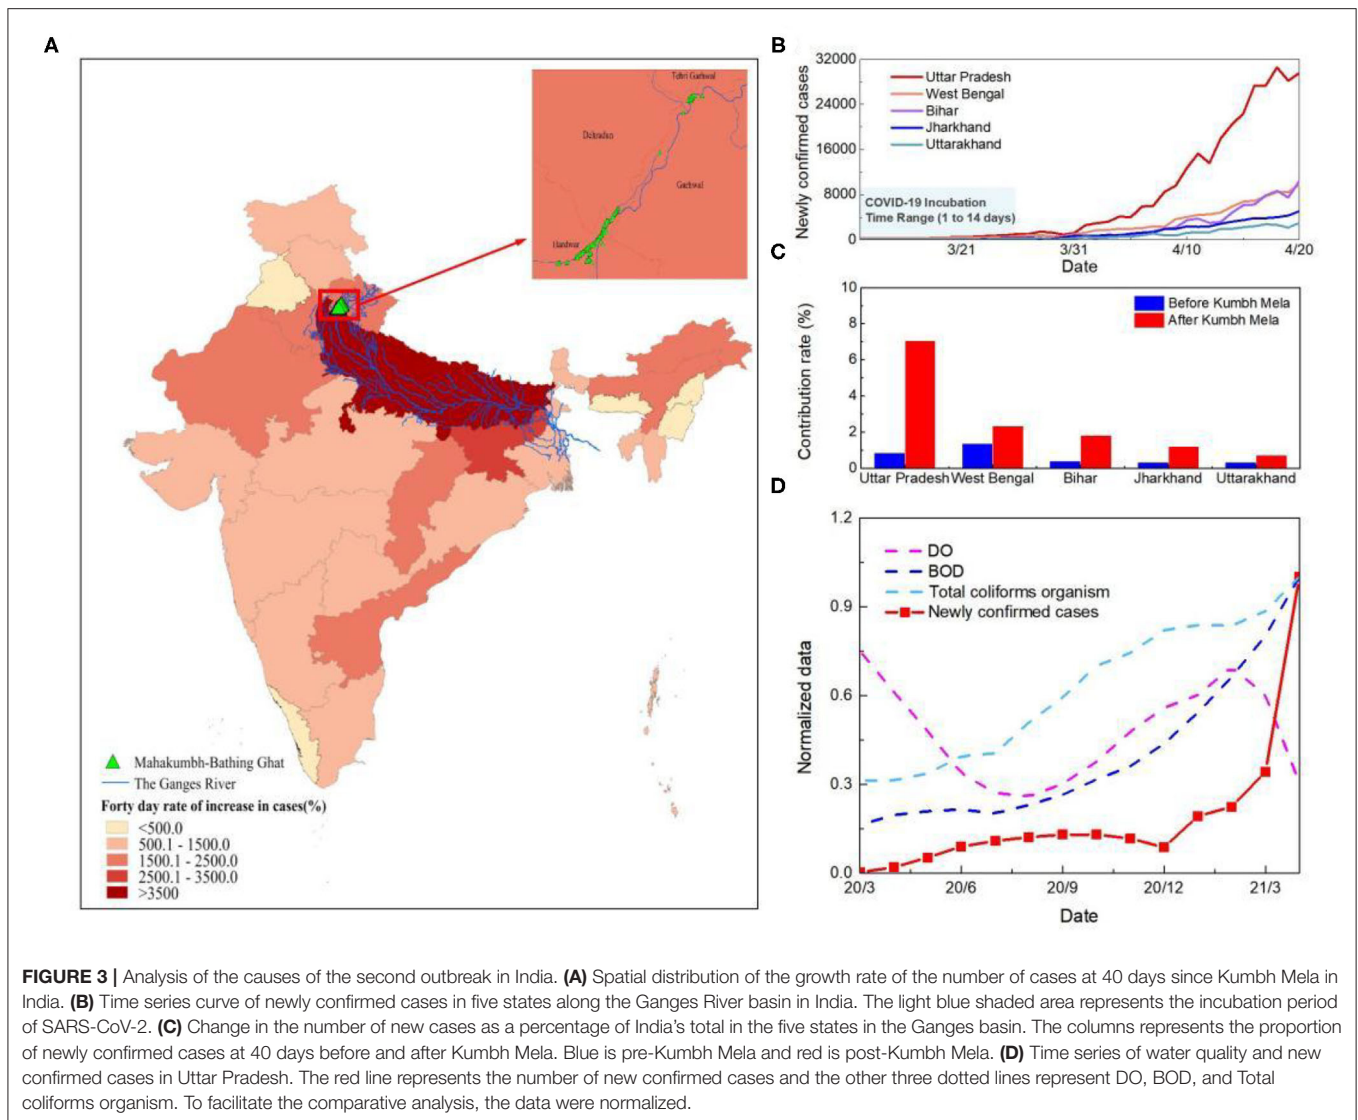 A
Tehri Garhwal
Dehradun
Garhwal
Hardwar
Mahakumbh-Bathing Ghat
The Ganges River
Forty day rate of increase in cases(%)
<500.0
500.1 - 1500.0
1500.1 - 2500.0
2500.1 - 3500.0
>3500
B
Newly confirmed cases
32000
24000
16000
8000
0
Uttar Pradesh
West Bengal
Bihar
Jharkhand
Uttarakhand
COVID-19 Incubation
Time Range (1 to 14 days)
3/21 3/31 4/10 4/20
Date
C
Contribution rate (%)
10
8
6
4
2
0
Before Kumbh Mela
After Kumbh Mela
Uttar Pradesh West Bengal Bihar Jharkhand Uttarakhand
D
Normalized data
1.2
0.9
0.6
0.3
0.0
DO
BOD
Total coliforms organism
Newly confirmed cases
20/3 20/6 20/9 20/12 21/3
Date
FIGURE 3 | Analysis of the causes of the second outbreak in India. (A) Spatial distribution of the growth rate of the number of cases at 40 days since Kumbh Mela in
India. (B) Time series curve of newly confirmed cases in five states along the Ganges River basin in India. The light blue shaded area represents the incubation period
of SARS-CoV-2. (C) Change in the number of new cases as a percentage of India's total in the five states in the Ganges basin. The columns represents the proportion
of newly confirmed cases at 40 days before and after Kumbh Mela. Blue is pre-Kumbh Mela and red is post-Kumbh Mela. (D) Time series of water quality and new
confirmed cases in Uttar Pradesh. The red line represents the number of new confirmed cases and the other three dotted lines represent DO, BOD, and Total
coliforms organism. To facilitate the comparative analysis, the data were normalized.